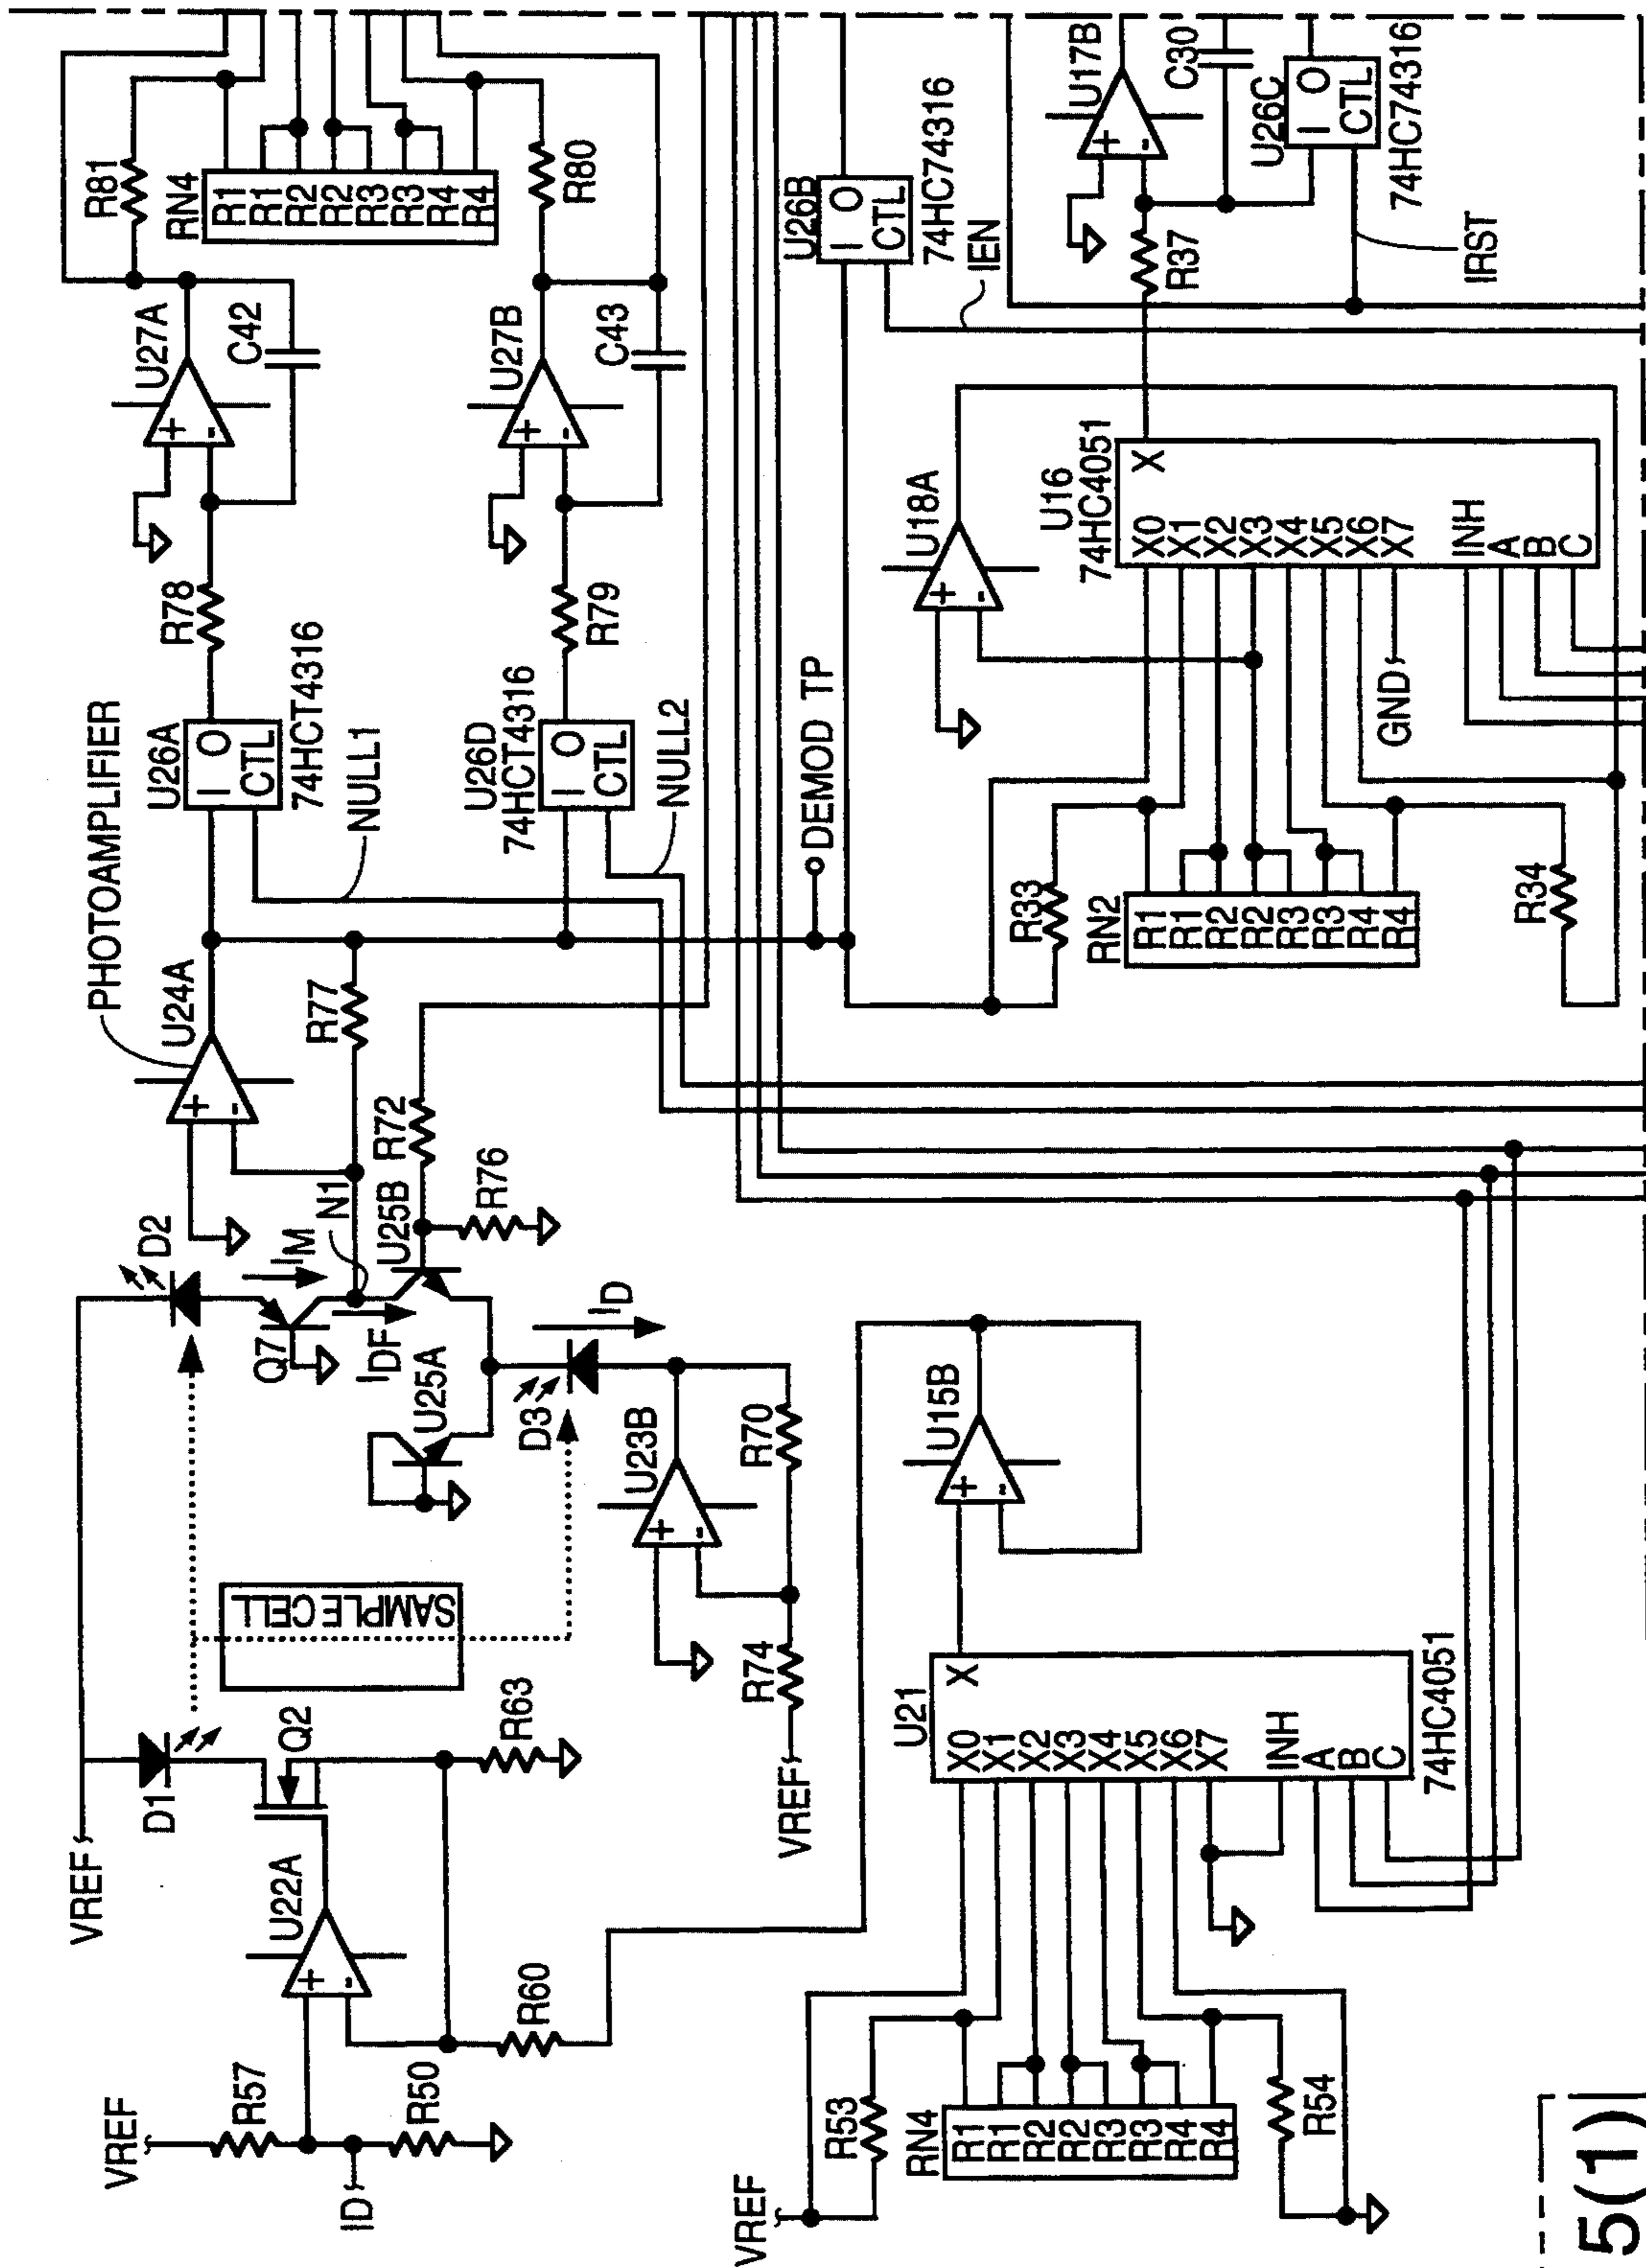 VREF
R57
R50
ID
U22A
+
-
R60
VREF
D1
Q2
R63
SAMPLE CELL
D2
Q7
IM
N1
IDF
U25A
U25B
R72
R76
D3
ID
U23B
+
-
R70
R74
VREF
PHOTOAMPLIFIER
U24A
+
-
R77
U26A
I O
CTL
74HCT4316
NULL1
R78
U27A
+
-
C42
R81
RN4
R1
R1
R2
R2
R3
R3
R4
R4
U26D
74HCT4316
I O
CTL
NULL2
R79
U27B
+
-
C43
R80
DEMOD TP
U26B
I O
CTL
74HC74316
IEN
VREF
R53
RN4
R1
R1
R2
R2
R3
R3
R4
R4
R54
U21
X0
X1
X2
X3
X4
X5
X6
X7
INH
A
B
C
X
74HC4051
U15B
+
-
R33
RN2
R1
R1
R2
R2
R3
R3
R4
R4
R34
U18A
+
-
GND
U16
74HC4051
X0
X1
X2
X3
X4
X5
X6
X7
INH
A
B
C
X
R37
U17B
+
-
C30
U26C
I O
CTL
74HC74316
IRST
5(1)